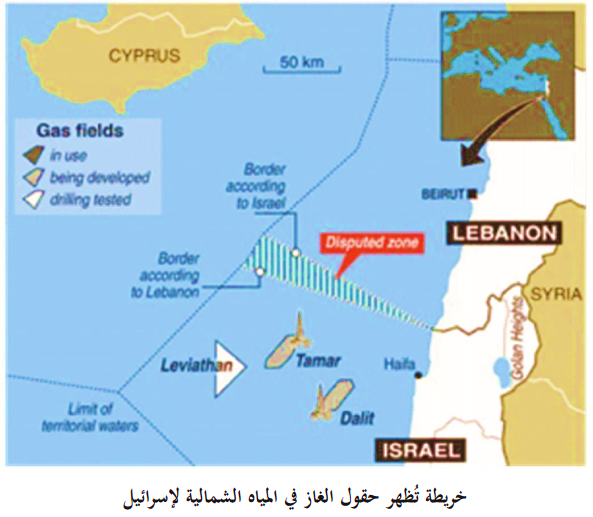 CYPRUS
50 km
Gas fields
in use
being developed
drilling tested
Border
according
to Israel
BEIRUT
LEBANON
Disputed zone
Border
according
to Lebanon
SYRIA
Golan Heights
Leviathan
Tamar
Haifa
Dalit
Limit of
territorial waters
ISRAEL
خريطة تُظهر حقول الغاز في المياه الشمالية لإسرائيل